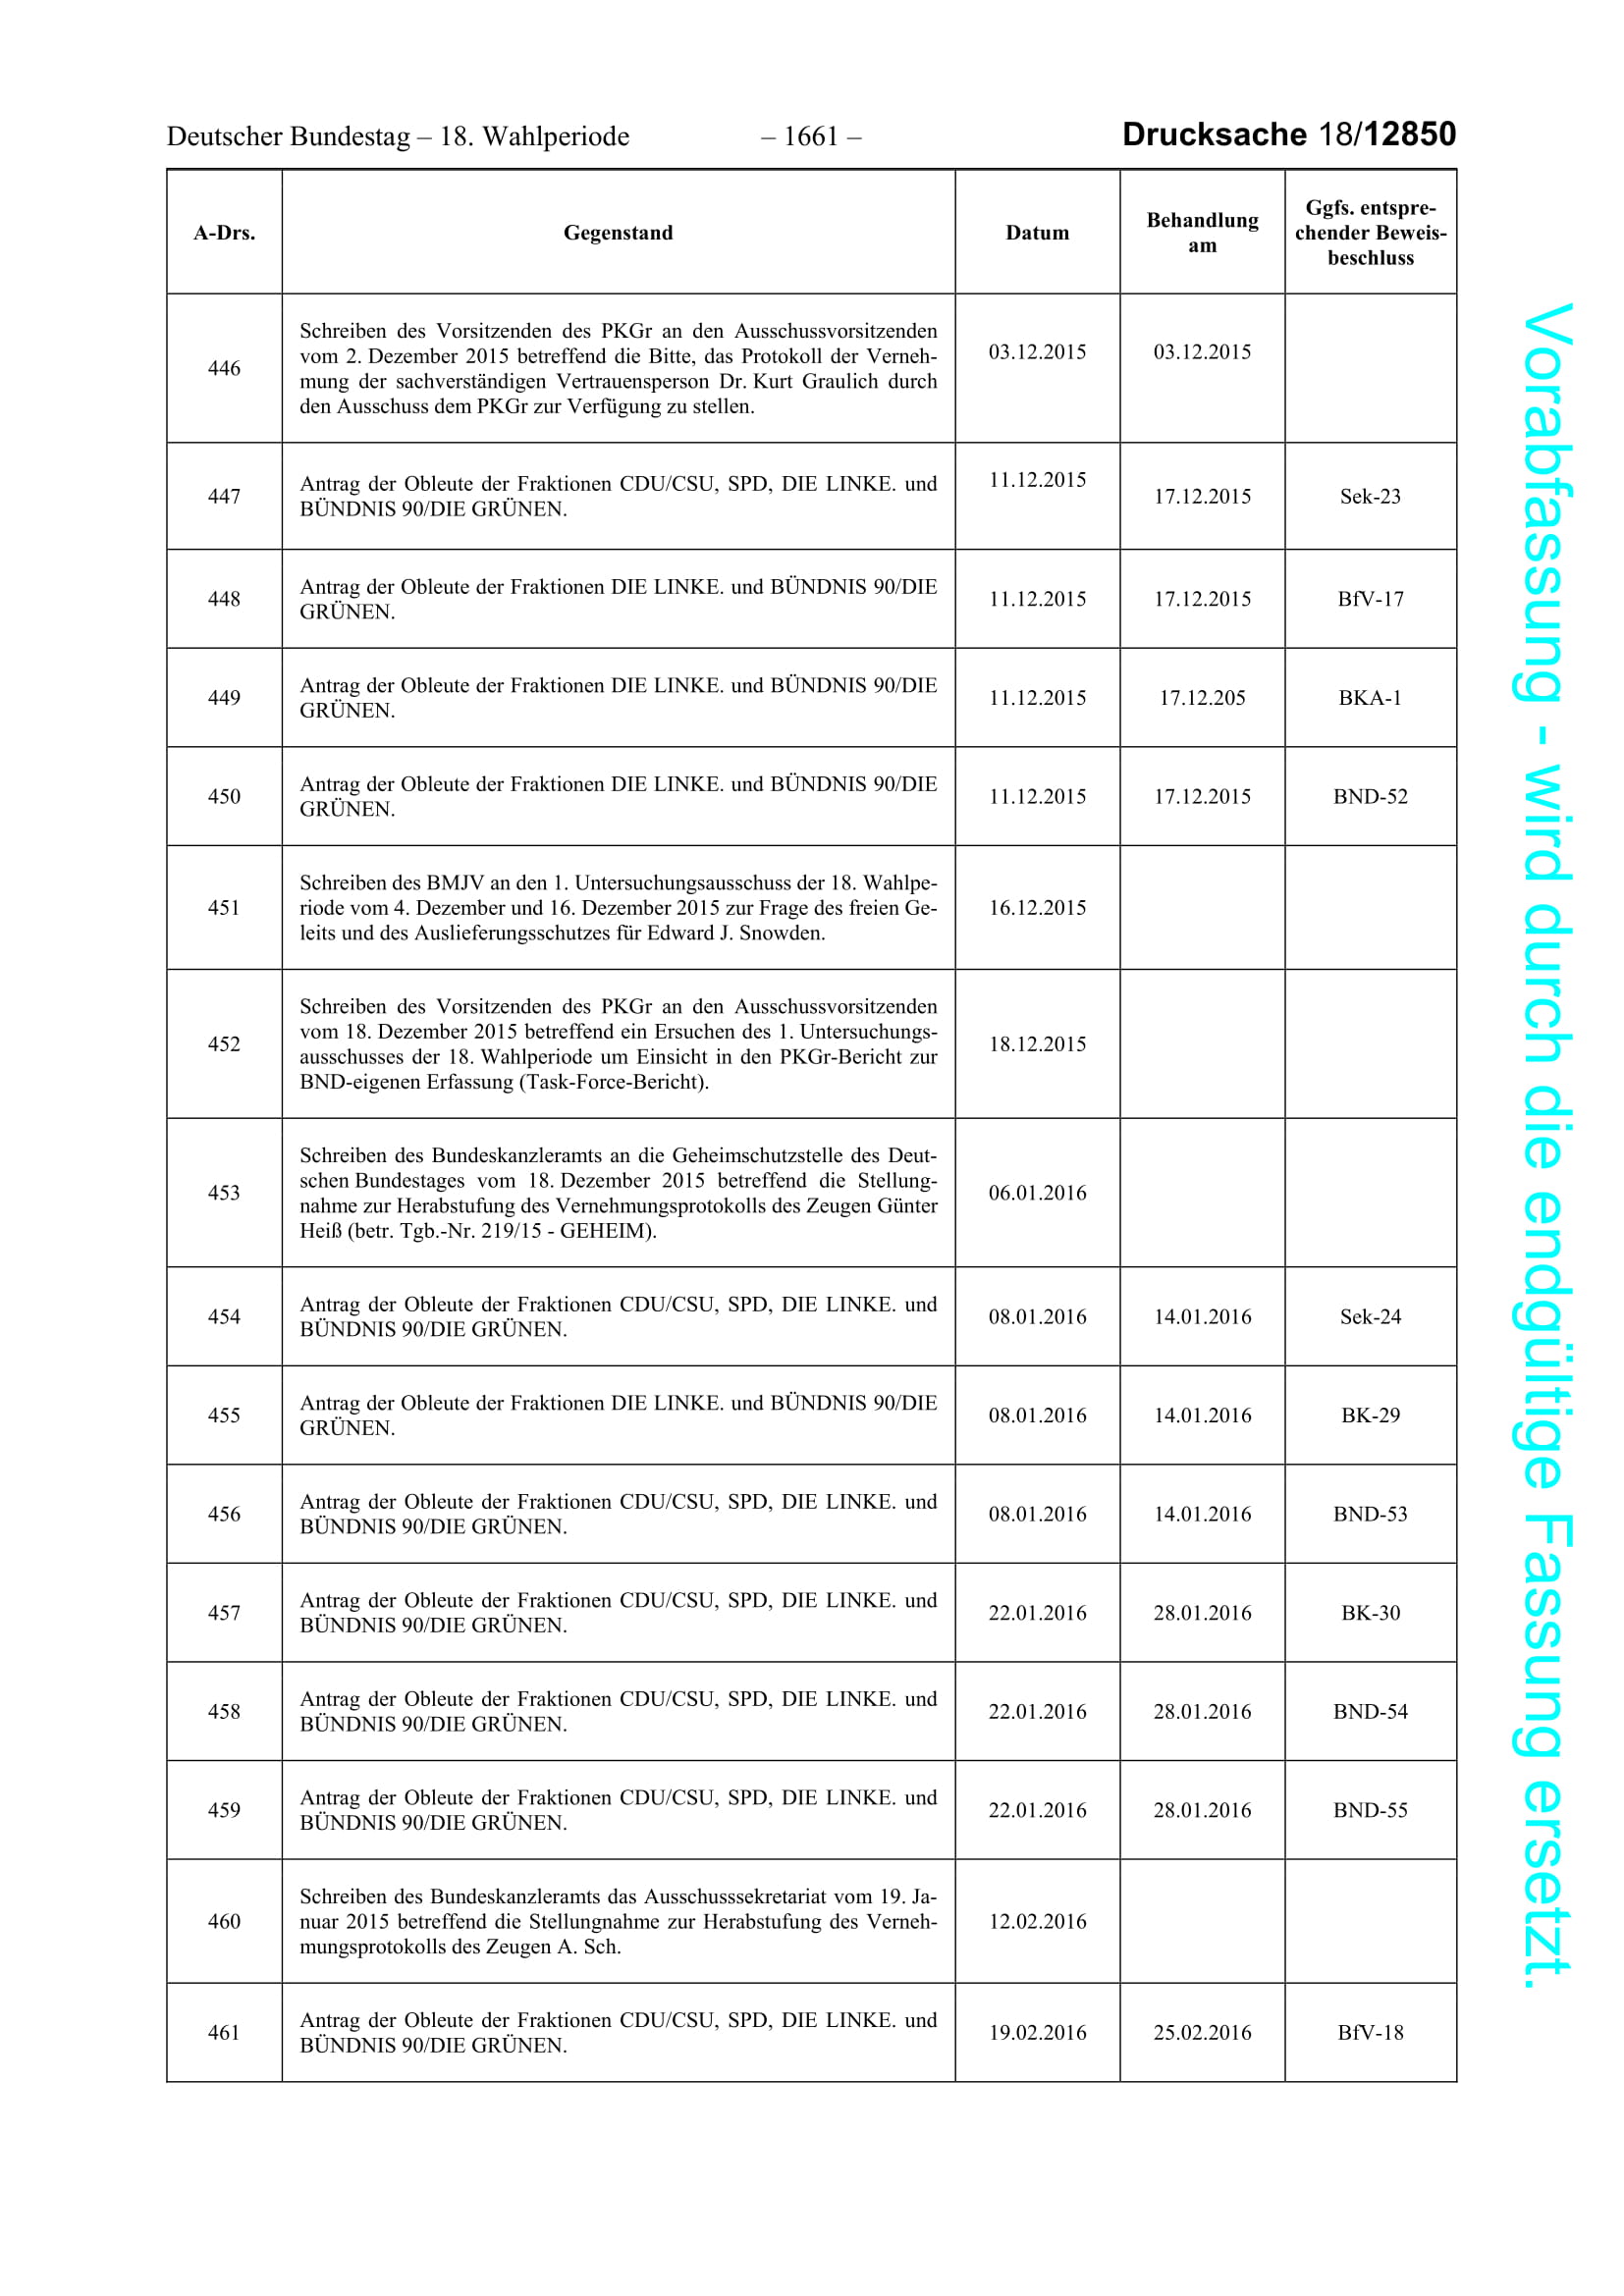 Deutscher Bundestag – 18. Wahlperiode – 1661 – Drucksache 18/12850
A-Drs. Gegenstand Datum Behandlung am Ggfs. entspre-
chender Beweis-
beschluss
446 Schreiben des Vorsitzenden des PKGr an den Ausschussvorsitzenden
vom 2. Dezember 2015 betreffend die Bitte, das Protokoll der Verneh-
mung der sachverständigen Vertrauensperson Dr. Kurt Graulich durch
den Ausschuss dem PKGr zur Verfügung zu stellen. 03.12.2015 03.12.2015
447 Antrag der Obleute der Fraktionen CDU/CSU, SPD, DIE LINKE. und
BÜNDNIS 90/DIE GRÜNEN. 11.12.2015 17.12.2015 Sek-23
448 Antrag der Obleute der Fraktionen DIE LINKE. und BÜNDNIS 90/DIE
GRÜNEN. 11.12.2015 17.12.2015 BfV-17
449 Antrag der Obleute der Fraktionen DIE LINKE. und BÜNDNIS 90/DIE
GRÜNEN. 11.12.2015 17.12.205 BKA-1
450 Antrag der Obleute der Fraktionen DIE LINKE. und BÜNDNIS 90/DIE
GRÜNEN. 11.12.2015 17.12.2015 BND-52
451 Schreiben des BMJV an den 1. Untersuchungsausschuss der 18. Wahlpe-
riode vom 4. Dezember und 16. Dezember 2015 zur Frage des freien Ge-
leits und des Auslieferungsschutzes für Edward J. Snowden. 16.12.2015
452 Schreiben des Vorsitzenden des PKGr an den Ausschussvorsitzenden
vom 18. Dezember 2015 betreffend ein Ersuchen des 1. Untersuchungs-
ausschusses der 18. Wahlperiode um Einsicht in den PKGr-Bericht zur
BND-eigenen Erfassung (Task-Force-Bericht). 18.12.2015
453 Schreiben des Bundeskanzleramts an die Geheimschutzstelle des Deut-
schen Bundestages vom 18. Dezember 2015 betreffend die Stellung-
nahme zur Herabstufung des Vernehmungsprotokolls des Zeugen Günter
Heiß (betr. Tgb.-Nr. 219/15 - GEHEIM). 06.01.2016
454 Antrag der Obleute der Fraktionen CDU/CSU, SPD, DIE LINKE. und
BÜNDNIS 90/DIE GRÜNEN. 08.01.2016 14.01.2016 Sek-24
455 Antrag der Obleute der Fraktionen DIE LINKE. und BÜNDNIS 90/DIE
GRÜNEN. 08.01.2016 14.01.2016 BK-29
456 Antrag der Obleute der Fraktionen CDU/CSU, SPD, DIE LINKE. und
BÜNDNIS 90/DIE GRÜNEN. 08.01.2016 14.01.2016 BND-53
457 Antrag der Obleute der Fraktionen CDU/CSU, SPD, DIE LINKE. und
BÜNDNIS 90/DIE GRÜNEN. 22.01.2016 28.01.2016 BK-30
458 Antrag der Obleute der Fraktionen CDU/CSU, SPD, DIE LINKE. und
BÜNDNIS 90/DIE GRÜNEN. 22.01.2016 28.01.2016 BND-54
459 Antrag der Obleute der Fraktionen CDU/CSU, SPD, DIE LINKE. und
BÜNDNIS 90/DIE GRÜNEN. 22.01.2016 28.01.2016 BND-55
460 Schreiben des Bundeskanzleramts das Ausschusssekretariat vom 19. Ja-
nuar 2015 betreffend die Stellungnahme zur Herabstufung des Verneh-
mungsprotokolls des Zeugen A. Sch. 12.02.2016
461 Antrag der Obleute der Fraktionen CDU/CSU, SPD, DIE LINKE. und
BÜNDNIS 90/DIE GRÜNEN. 19.02.2016 25.02.2016 BfV-18
Vorabfassung - wird durch die endgültige Fassung ersetzt.